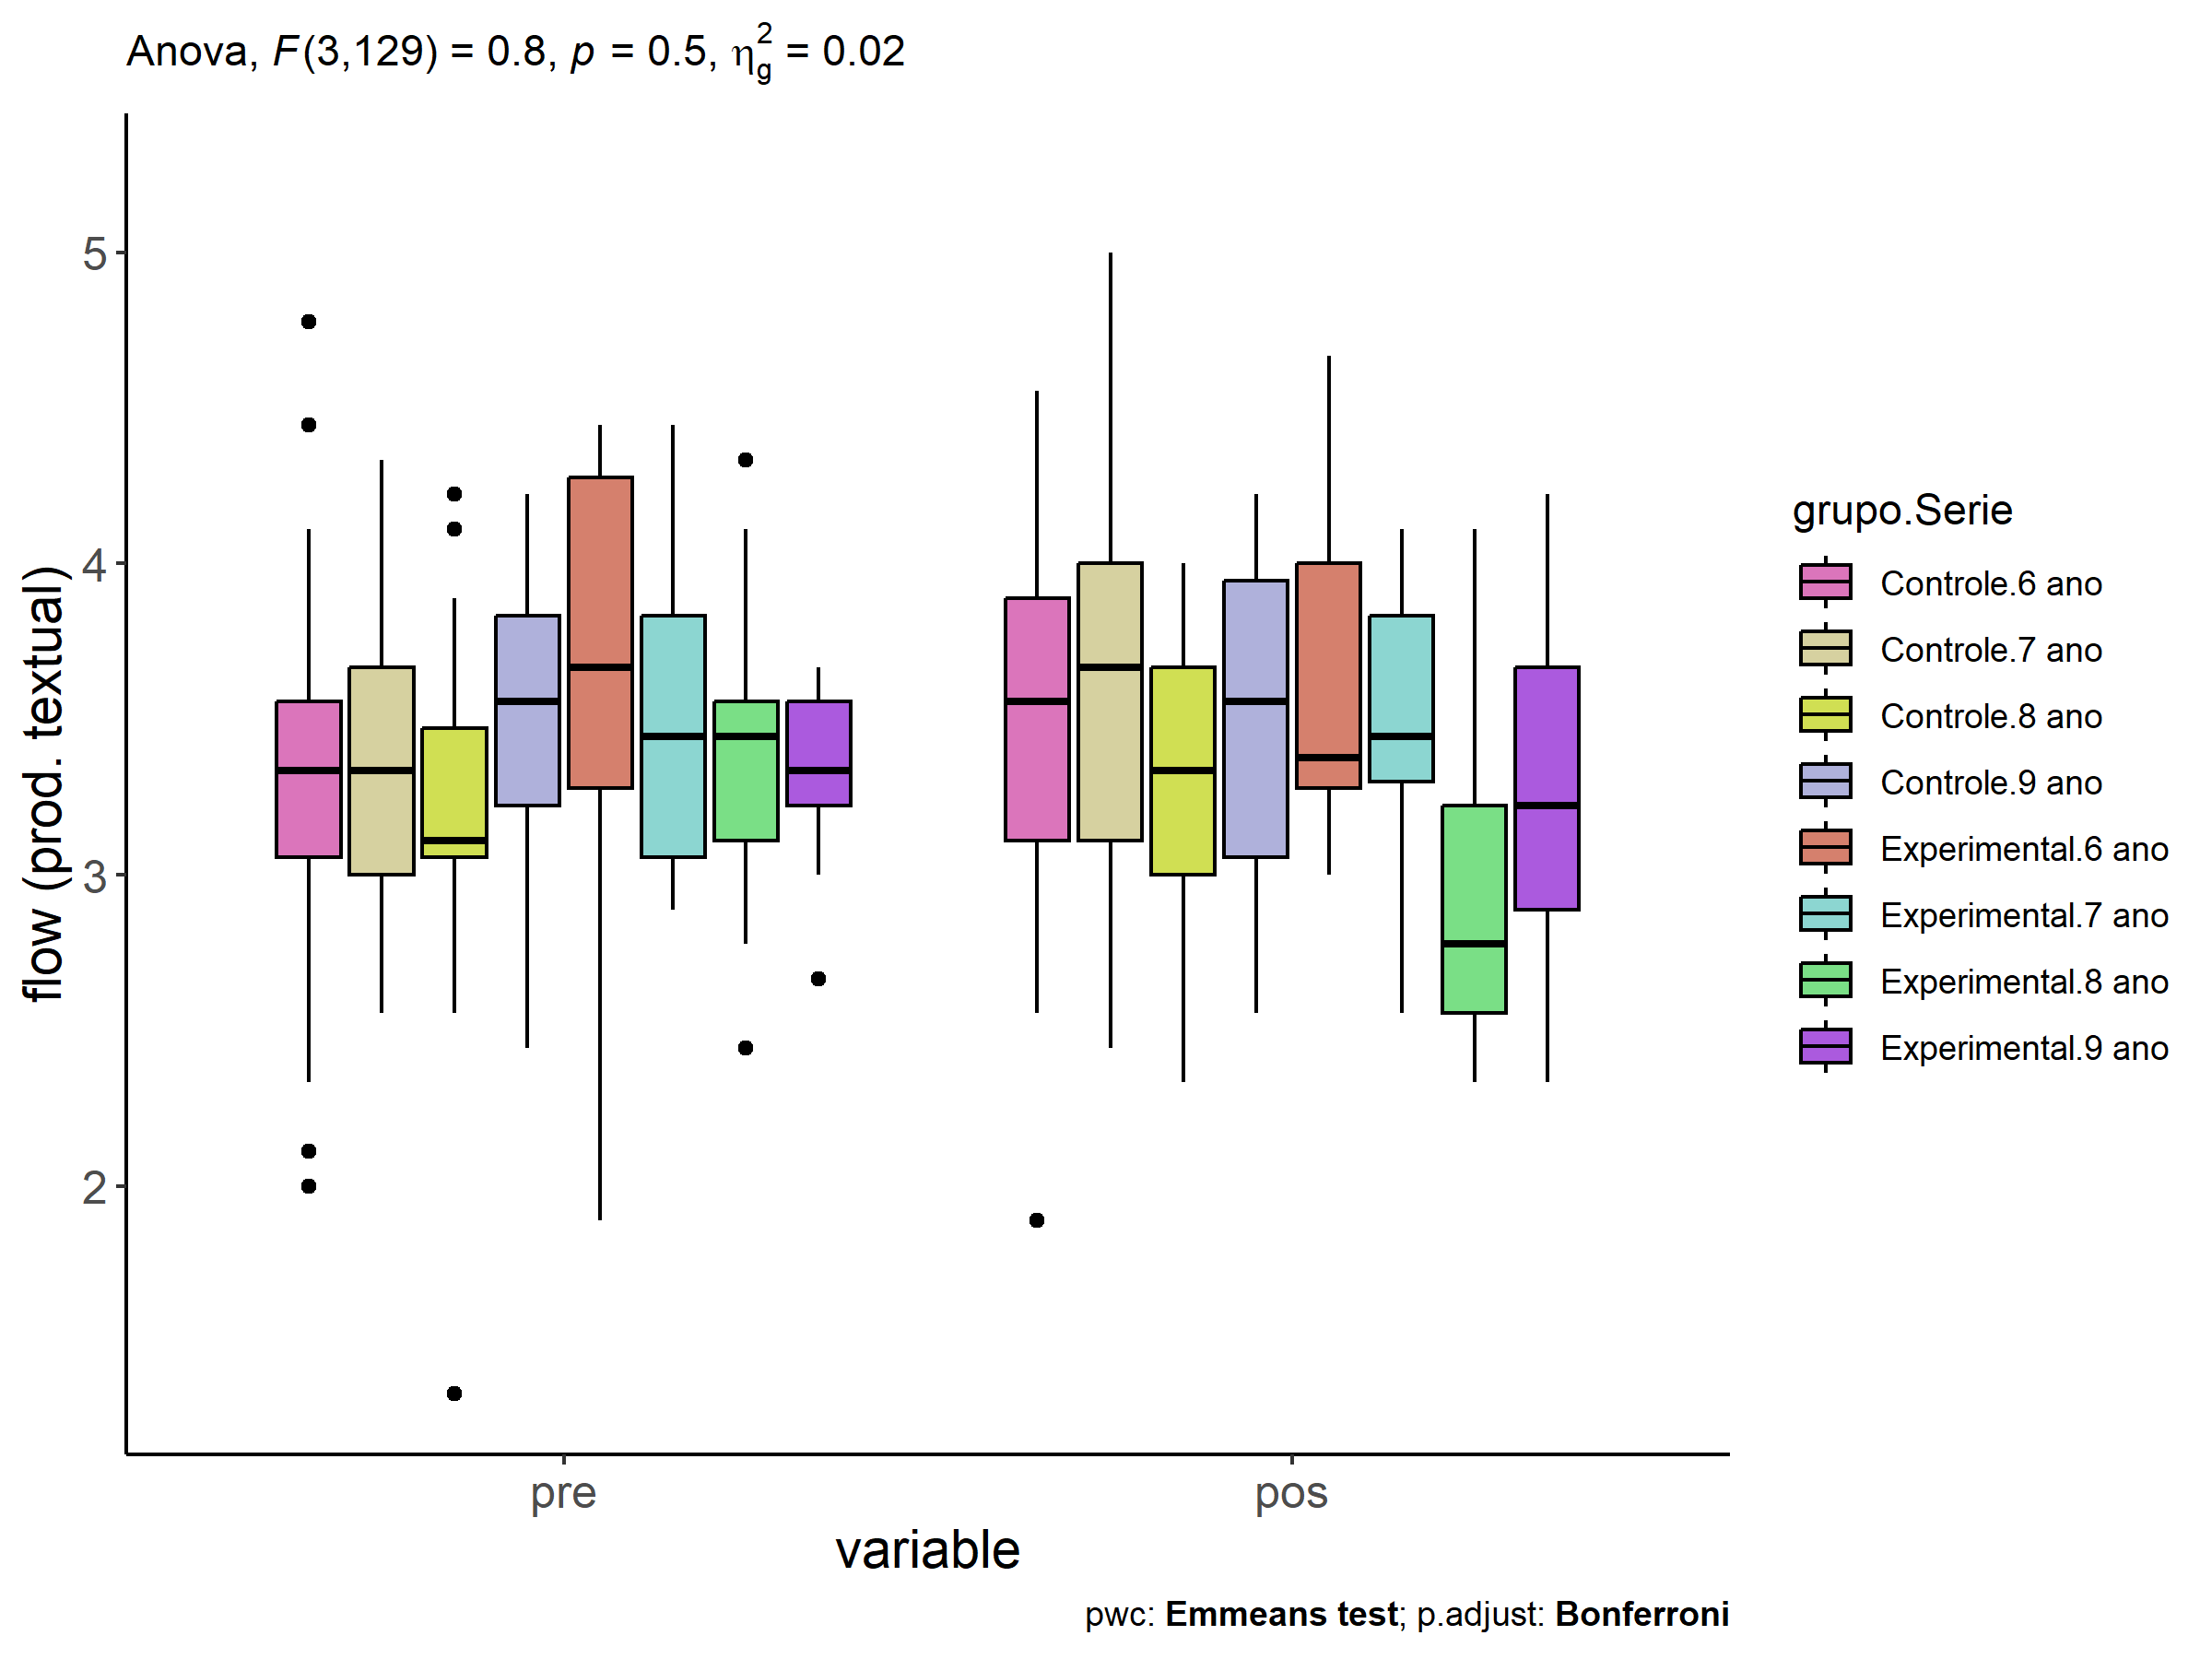 Anova, F(3,129) = 0.8, p = 0.5, η²g = 0.02
flow (prod. textual)
5
4
3
2
pre
pos
variable
grupo.Serie
Controle.6 ano
Controle.7 ano
Controle.8 ano
Controle.9 ano
Experimental.6 ano
Experimental.7 ano
Experimental.8 ano
Experimental.9 ano
pwc: Emmeans test; p.adjust: Bonferroni